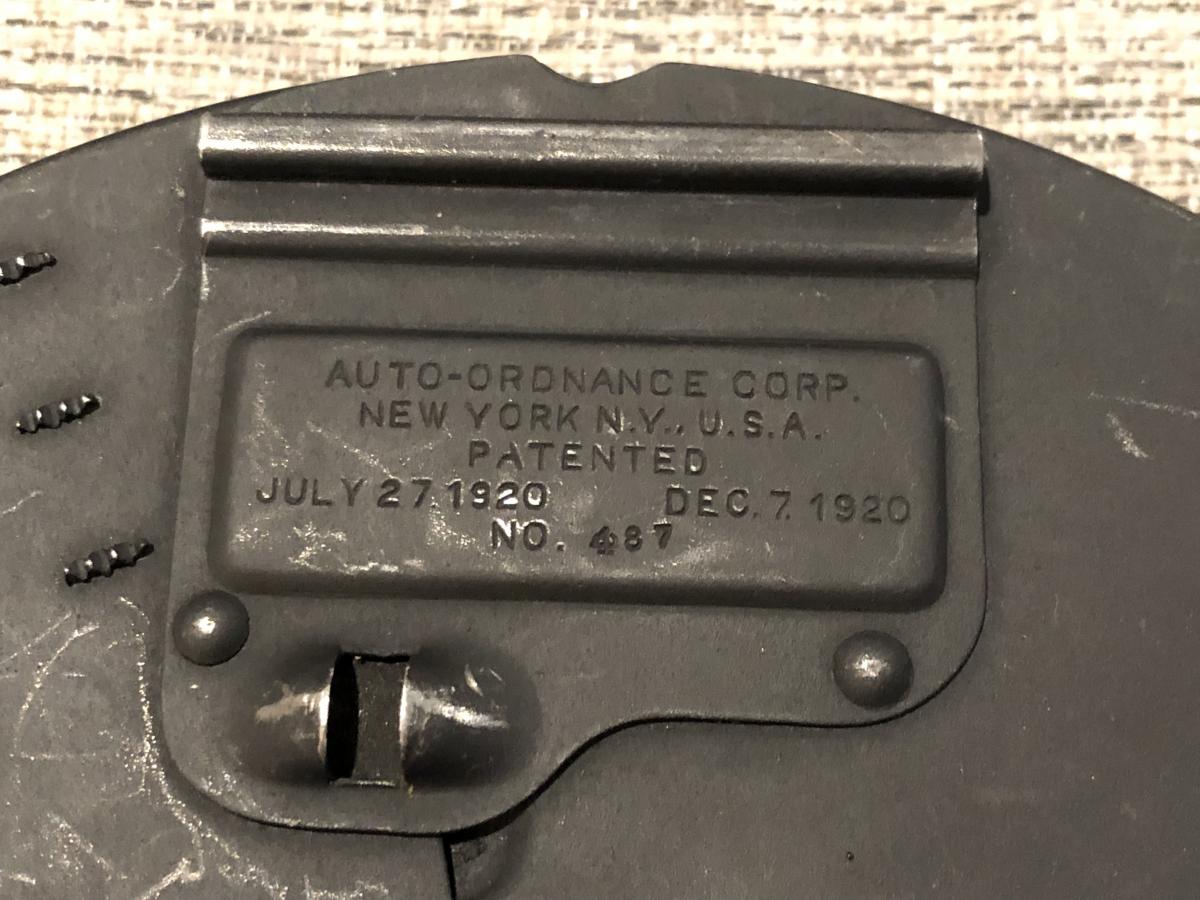 AUTO-ORDNANCE CORP.
NEW YORK N.Y., U.S.A.
PATENTED
JULY 27.1920 DEC. 7. 1920
NO. 487